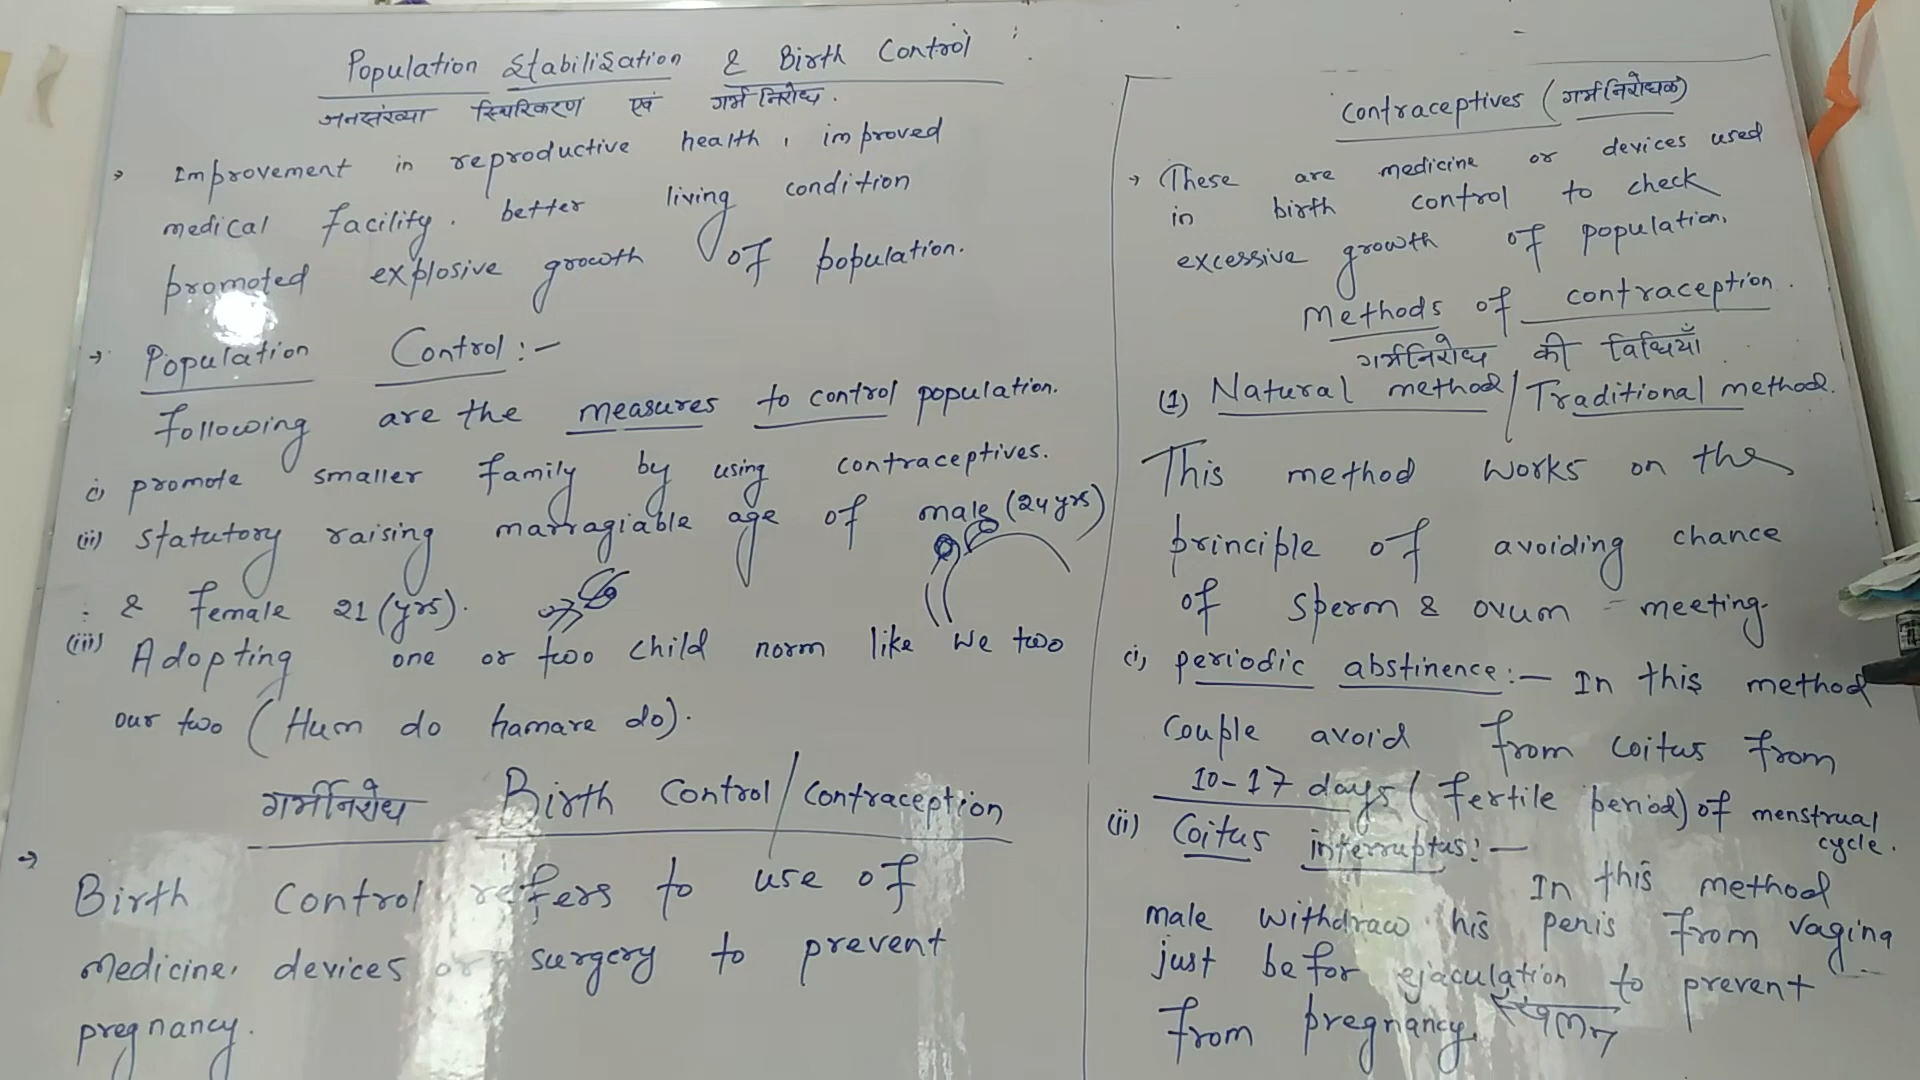 Population Stabilisation & Birth Control
जनसंख्या स्थिरिकरण एवं गर्भनिरोध.
→ Improvement in reproductive health, improved
medical facility. better living condition
promoted explosive growth of population.
→ Population Control:-
following are the measures to control population.
(i) promote smaller family by using contraceptives.
(ii) statutory raising marragiable age of male (24 yrs)
& female 21 (yrs).
(iii) Adopting one or two child norm like we two
our two (Hum do hamare do).
गर्भनिरोध Birth Control/Contraception
→ Birth Control refers to use of
medicine, devices or surgery to prevent
pregnancy.
Contraceptives (गर्भनिरोधक)
→ These are medicine or devices used
in birth control to check
excessive growth of population.
Methods of contraception.
गर्भनिरोध की विधियाँ
(1) Natural method/Traditional method.
This method works on the
principle of avoiding chance
of sperm & ovum - meeting.
(i) periodic abstinence:- In this method
couple avoid from coitus from
10-17 days (fertile period) of menstrual
cycle.
(ii) Coitus interruptus:-
In this method
male withdraw his penis from vagina
just befor ejaculation to prevent
स्खलन
from pregnancy.